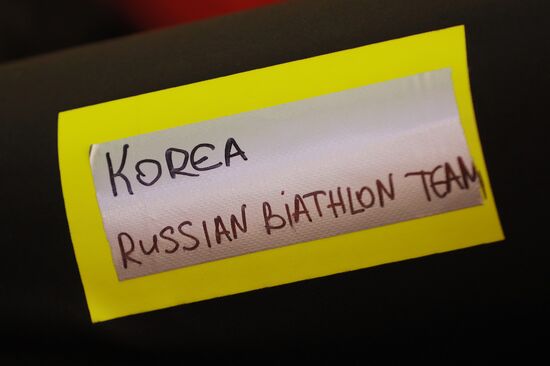 KOREA
RUSSIAN BiATHLON TEAM